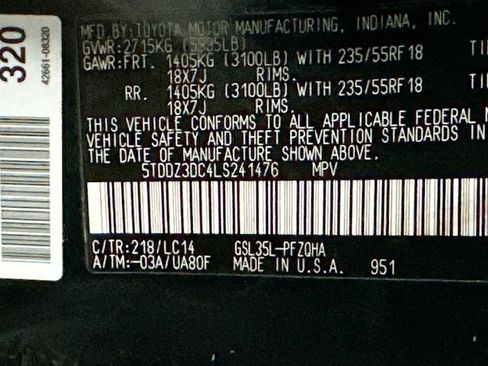 320
42661-08320
MFD. BY: TOYOTA MOTOR MANUFACTURING, INDIANA, INC.
GVWR: 2715KG (5985LB)
GAWR: FRT. 1405KG (3100LB) WITH 235/55RF18 TI
18X7J RIMS.
RR. 1405KG (3100LB) WITH 235/55RF18 TI
18X7J RIMS.
THIS VEHICLE CONFORMS TO ALL APPLICABLE FEDERAL
VEHICLE SAFETY AND THEFT PREVENTION STANDARDS IN
THE DATE OF MANUFACTURE SHOWN ABOVE.
5TDDZ3DC4LS241476 MPV
C/TR: 218/LC14 GSL35L-PFZQHA
A/TM: -03A/UA80F MADE IN U.S.A. 951